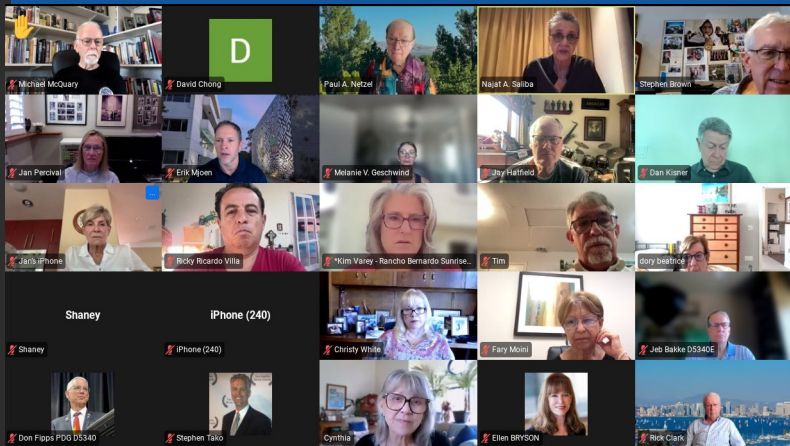 Michael McQuary
D
David Chong
Paul A. Netzel
Najat A. Saliba
Stephen Brown
Jan Percival
Erik Mjoen
Melanie V. Geschwind
Jay Hatfield
Dan Kisner
Jan's iPhone
Ricky Ricardo Villa
*Kim Varey - Rancho Bernardo Sunrise...
Tim
dory beatrice
Shaney
Shaney
iPhone (240)
iPhone (240)
Christy White
Fary Moini
Jeb Bakke D5340E
Don Fipps PDG D5340
Stephen Tako
Cynthia
Ellen BRYSON
Rick Clark